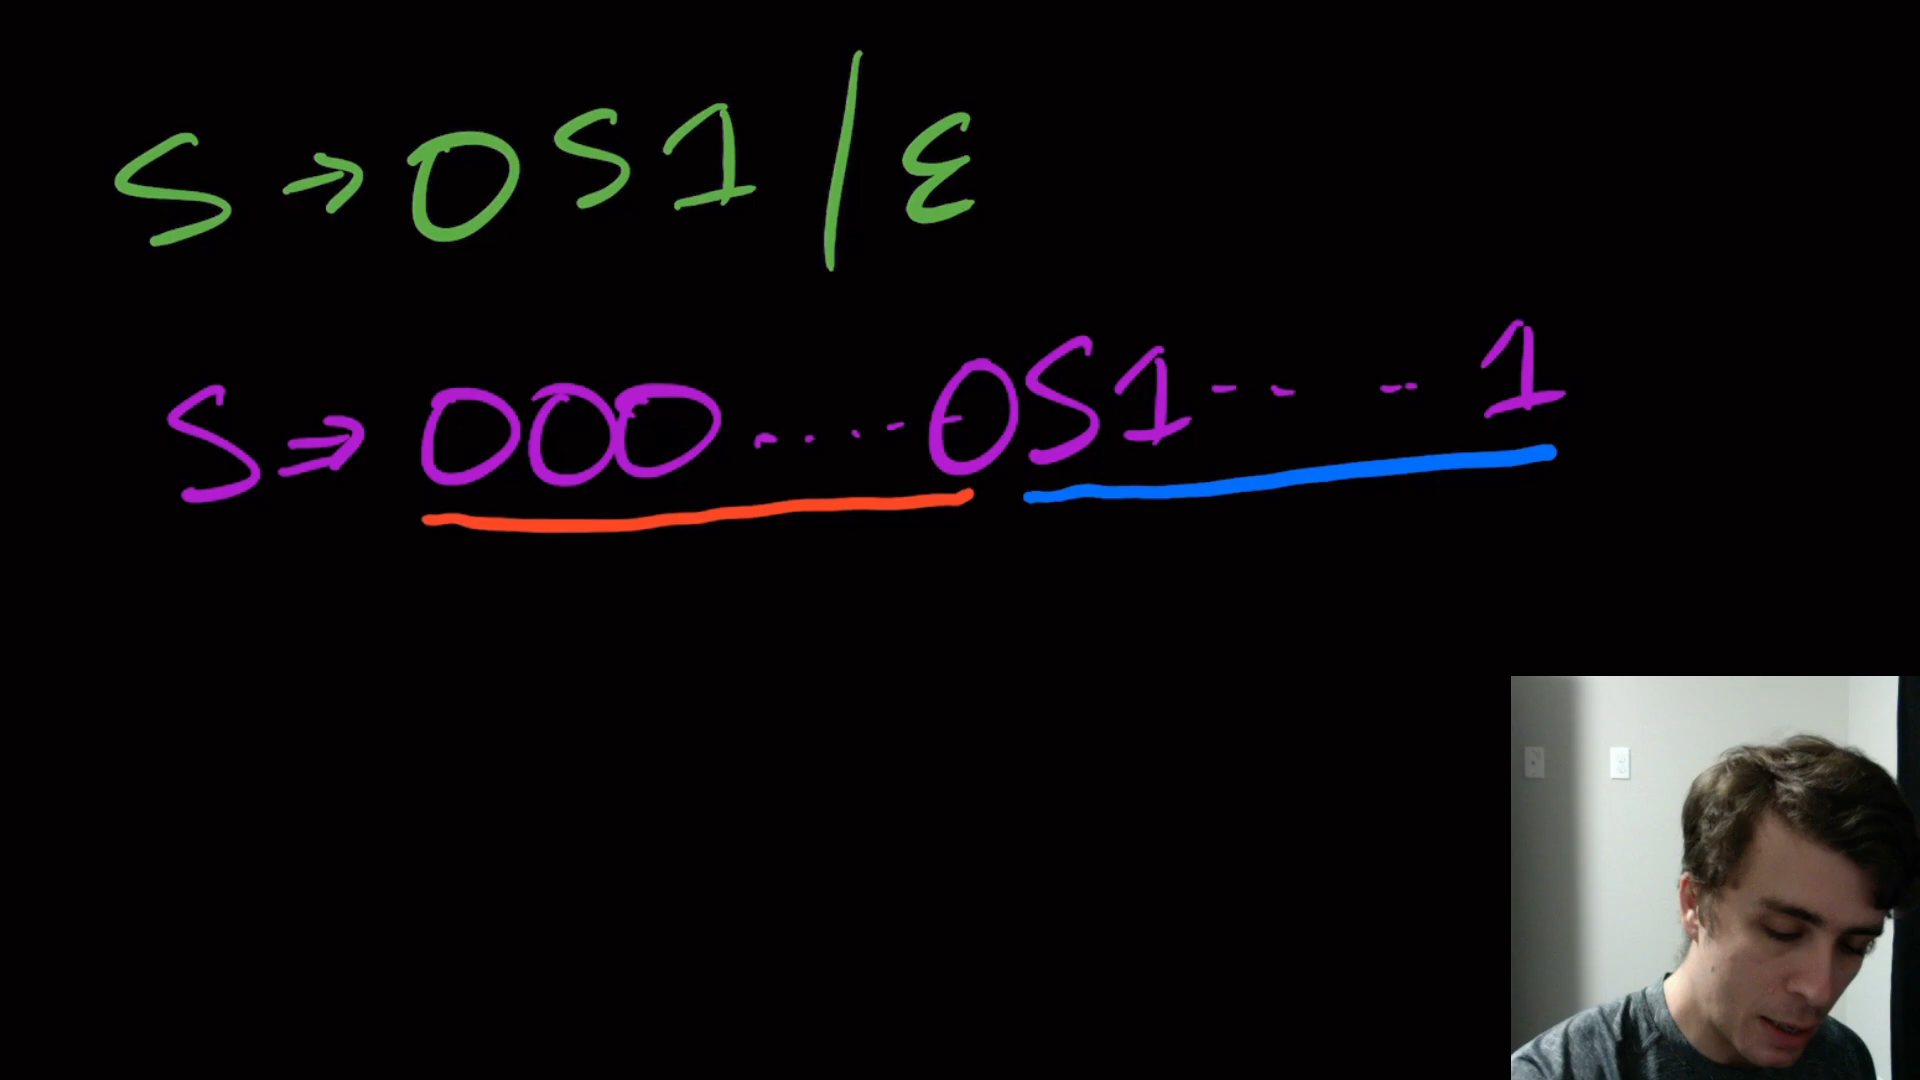 S → 0S1 / ε
S ⇒ 000....0S1-- --1